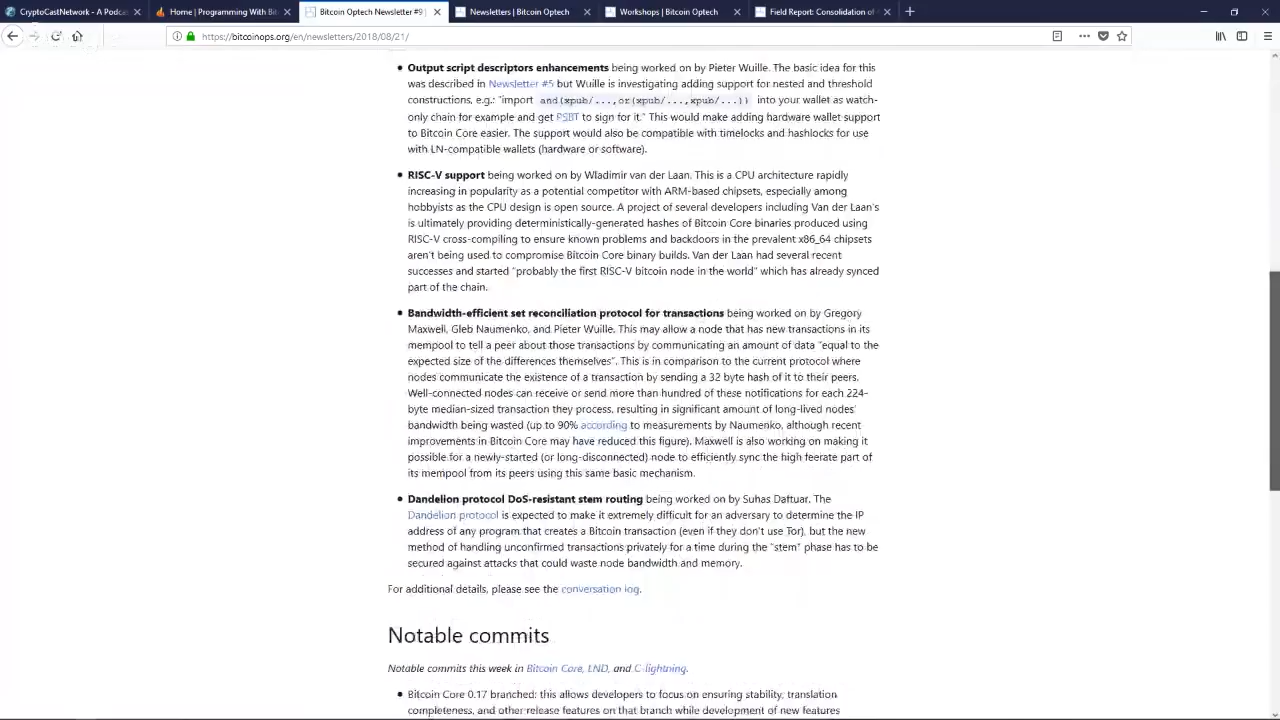 CryptoCastNetwork - A Podca
Home | Programming With Bit
Bitcoin Optech Newsletter #9 |
Newsletters | Bitcoin Optech
Workshops | Bitcoin Optech
Field Report: Consolidation of
https://bitcoinops.org/en/newsletters/2018/08/21/
Output script descriptors enhancements being worked on by Pieter Wuille. The basic idea for this
was described in Newsletter #5 but Wuille is investigating adding support for nested and threshold
constructions, e.g.: "import and(xpub/...,or(xpub/...,xpub/...)) into your wallet as watch-
only chain for example and get PSBT to sign for it." This would make adding hardware wallet support
to Bitcoin Core easier. The support would also be compatible with timelocks and hashlocks for use
with LN-compatible wallets (hardware or software).
RISC-V support being worked on by Wladimir van der Laan. This is a CPU architecture rapidly
increasing in popularity as a potential competitor with ARM-based chipsets, especially among
hobbyists as the CPU design is open source. A project of several developers including Van der Laan's
is ultimately providing deterministically-generated hashes of Bitcoin Core binaries produced using
RISC-V cross-compiling to ensure known problems and backdoors in the prevalent x86_64 chipsets
aren't being used to compromise Bitcoin Core binary builds. Van der Laan had several recent
successes and started "probably the first RISC-V bitcoin node in the world" which has already synced
part of the chain.
Bandwidth-efficient set reconciliation protocol for transactions being worked on by Gregory
Maxwell, Gleb Naumenko, and Pieter Wuille. This may allow a node that has new transactions in its
mempool to tell a peer about those transactions by communicating an amount of data "equal to the
expected size of the differences themselves". This is in comparison to the current protocol where
nodes communicate the existence of a transaction by sending a 32 byte hash of it to their peers.
Well-connected nodes can receive or send more than hundred of these notifications for each 224-
byte median-sized transaction they process, resulting in significant amount of long-lived nodes'
bandwidth being wasted (up to 90% according to measurements by Naumenko, although recent
improvements in Bitcoin Core may have reduced this figure). Maxwell is also working on making it
possible for a newly-started (or long-disconnected) node to efficiently sync the high feerate part of
its mempool from its peers using this same basic mechanism.
Dandelion protocol DoS-resistant stem routing being worked on by Suhas Daftuar. The
Dandelion protocol is expected to make it extremely difficult for an adversary to determine the IP
address of any program that creates a Bitcoin transaction (even if they don't use Tor), but the new
method of handling unconfirmed transactions privately for a time during the "stem" phase has to be
secured against attacks that could waste node bandwidth and memory.
For additional details, please see the conversation log.
Notable commits
Notable commits this week in Bitcoin Core, LND, and C-lightning.
Bitcoin Core 0.17 branched: this allows developers to focus on ensuring stability, translation
completeness, and other release features on that branch while development of new features